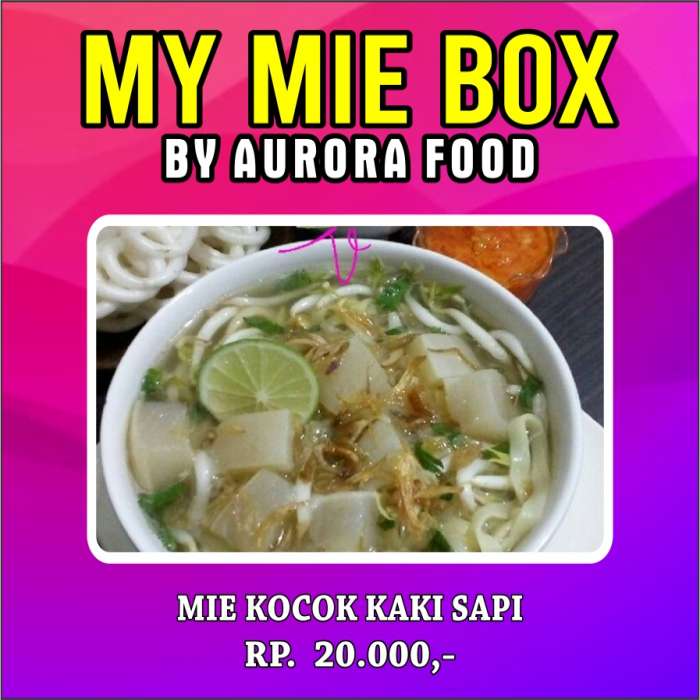 MY MIE BOX
BY AURORA FOOD
MIE KOCOK KAKI SAPI
RP. 20.000,-